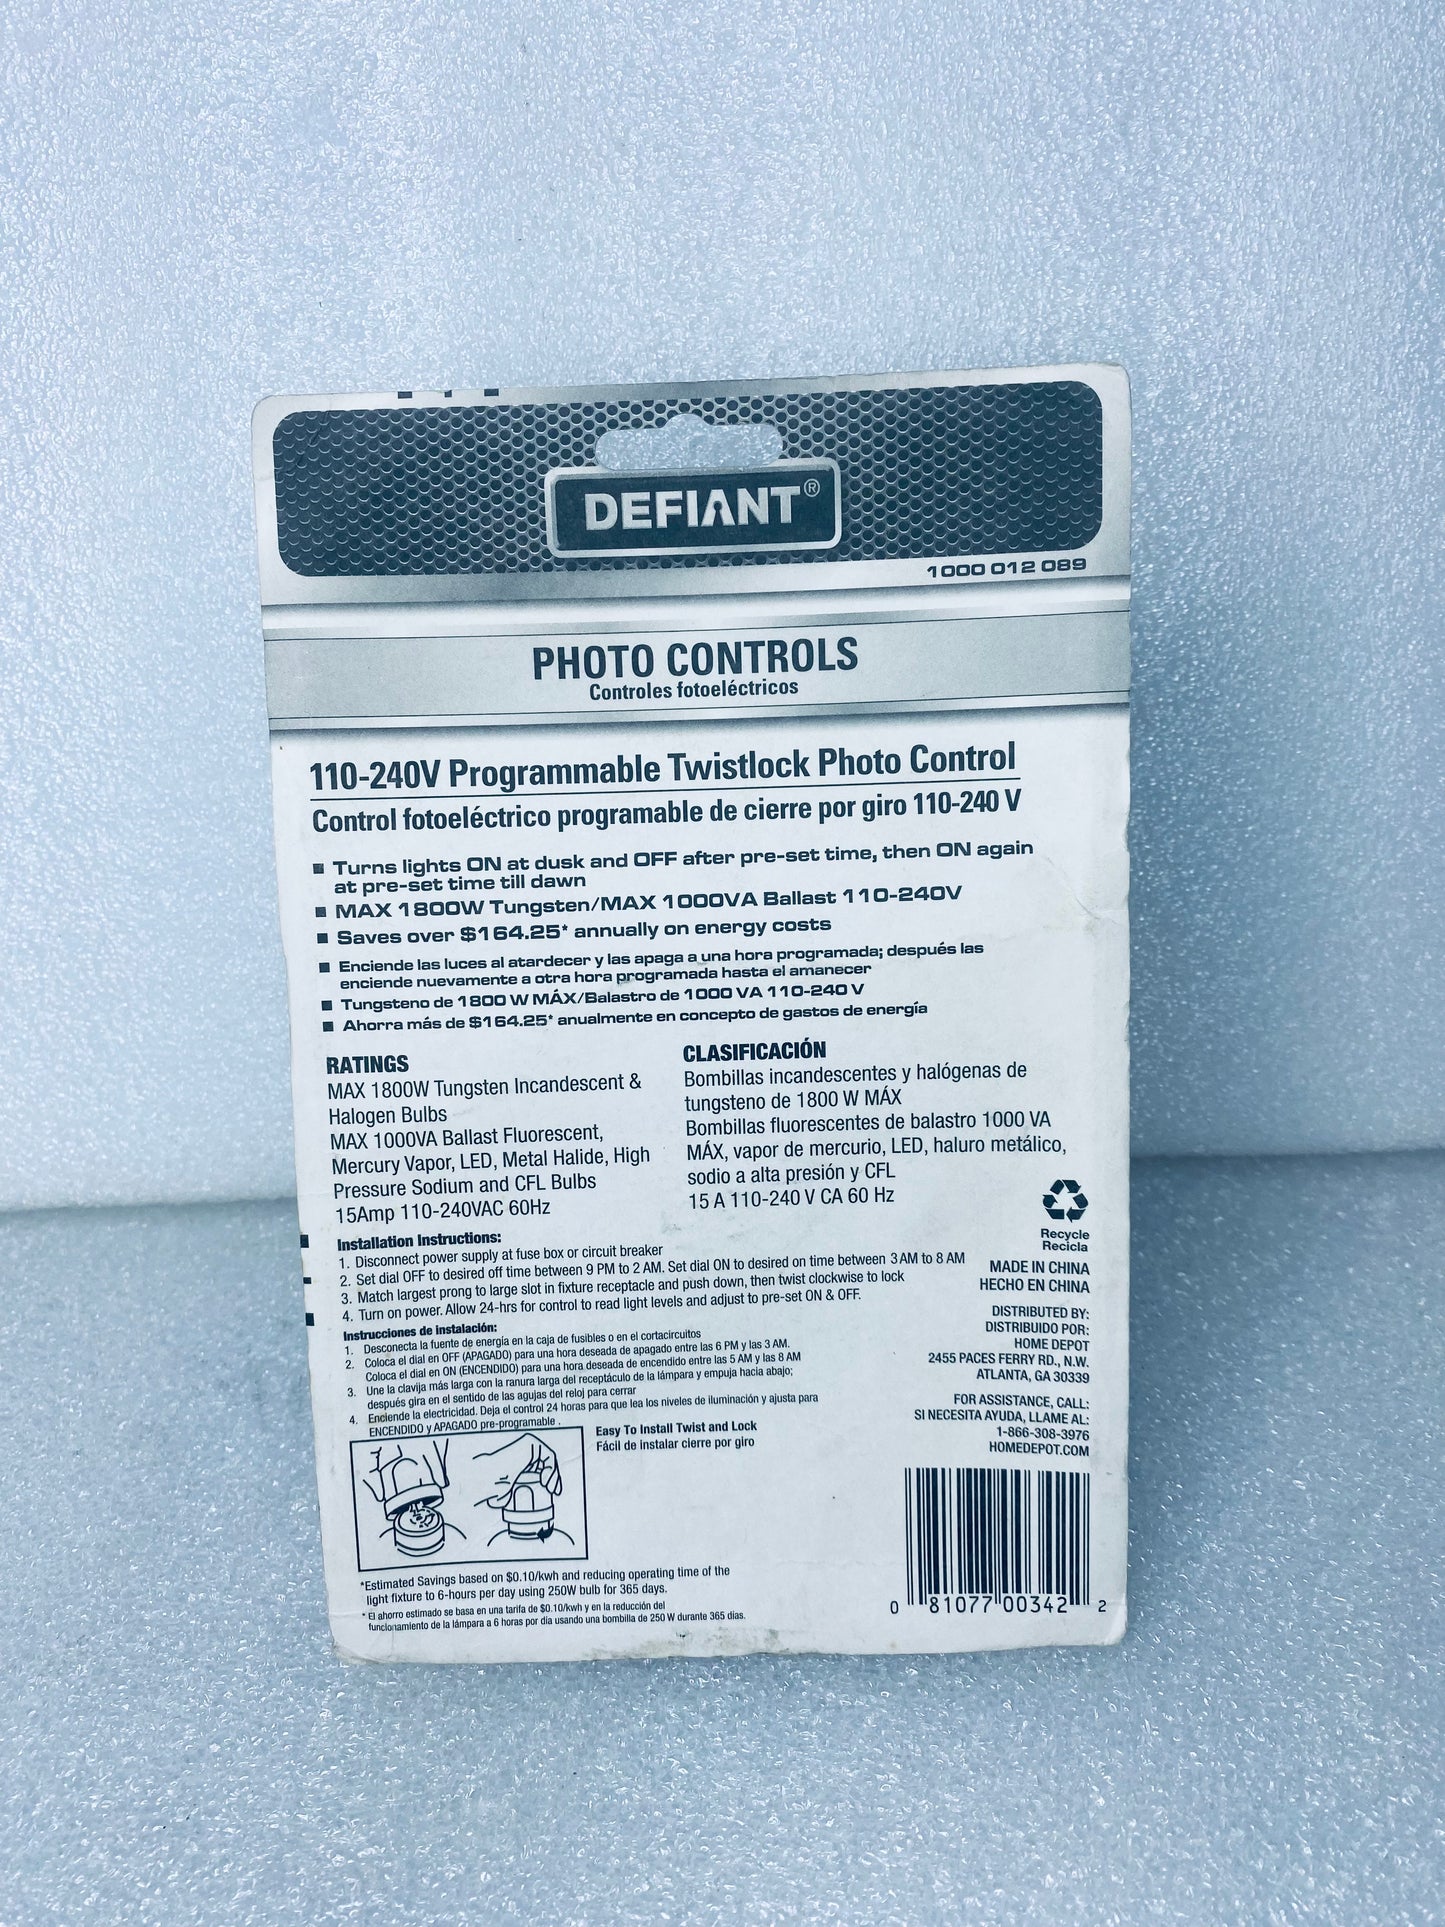 DEFIANT®
1000 012 089
PHOTO CONTROLS
Controles fotoeléctricos
110-240V Programmable Twistlock Photo Control
Control fotoeléctrico programable de cierre por giro 110-240 V
■ Turns lights ON at dusk and OFF after pre-set time, then ON again
at pre-set time till dawn
■ MAX 1800W Tungsten/MAX 1000VA Ballast 110-240V
■ Saves over $164.25* annually on energy costs
■ Enciende las luces al atardecer y las apaga a una hora programada; después las
enciende nuevamente a otra hora programada hasta el amanecer
■ Tungsteno de 1800 W MÁX/Balastro de 1000 VA 110-240 V
■ Ahorra más de $164.25* anualmente en concepto de gastos de energía
RATINGS
MAX 1800W Tungsten Incandescent &
Halogen Bulbs
MAX 1000VA Ballast Fluorescent,
Mercury Vapor, LED, Metal Halide, High
Pressure Sodium and CFL Bulbs
15Amp 110-240VAC 60Hz
CLASIFICACIÓN
Bombillas incandescentes y halógenas de
tungsteno de 1800 W MÁX
Bombillas fluorescentes de balastro 1000 VA
MÁX, vapor de mercurio, LED, haluro metálico,
sodio a alta presión y CFL
15 A 110-240 V CA 60 Hz
Installation Instructions:
1. Disconnect power supply at fuse box or circuit breaker
2. Set dial OFF to desired off time between 9 PM to 2 AM. Set dial ON to desired on time between 3 AM to 8 AM
3. Match largest prong to large slot in fixture receptacle and push down, then twist clockwise to lock
4. Turn on power. Allow 24-hrs for control to read light levels and adjust to pre-set ON & OFF.
Instrucciones de instalación:
1. Desconecta la fuente de energía en la caja de fusibles o en el cortacircuitos
2. Coloca el dial en OFF (APAGADO) para una hora deseada de apagado entre las 6 PM y las 3 AM.
Coloca el dial en ON (ENCENDIDO) para una hora deseada de encendido entre las 5 AM y las 8 AM
3. Une la clavija más larga con la ranura larga del receptáculo de la lámpara y empuja hacia abajo;
después gira en el sentido de las agujas del reloj para cerrar
4. Enciende la electricidad. Deja el control 24 horas para que lea los niveles de iluminación y ajusta para
ENCENDIDO y APAGADO pre-programable .
Easy To Install Twist and Lock
Fácil de instalar cierre por giro
*Estimated Savings based on $0.10/kwh and reducing operating time of the
light fixture to 6-hours per day using 250W bulb for 365 days.
* El ahorro estimado se basa en una tarifa de $0.10/kwh y en la reducción del
funcionamiento de la lámpara a 6 horas por día usando una bombilla de 250 W durante 365 días.
Recycle
Recicla
MADE IN CHINA
HECHO EN CHINA
DISTRIBUTED BY:
DISTRIBUIDO POR:
HOME DEPOT
2455 PACES FERRY RD., N.W.
ATLANTA, GA 30339
FOR ASSISTANCE, CALL:
SI NECESITA AYUDA, LLAME AL:
1-866-308-3976
HOMEDEPOT.COM
0 81077 00342 2